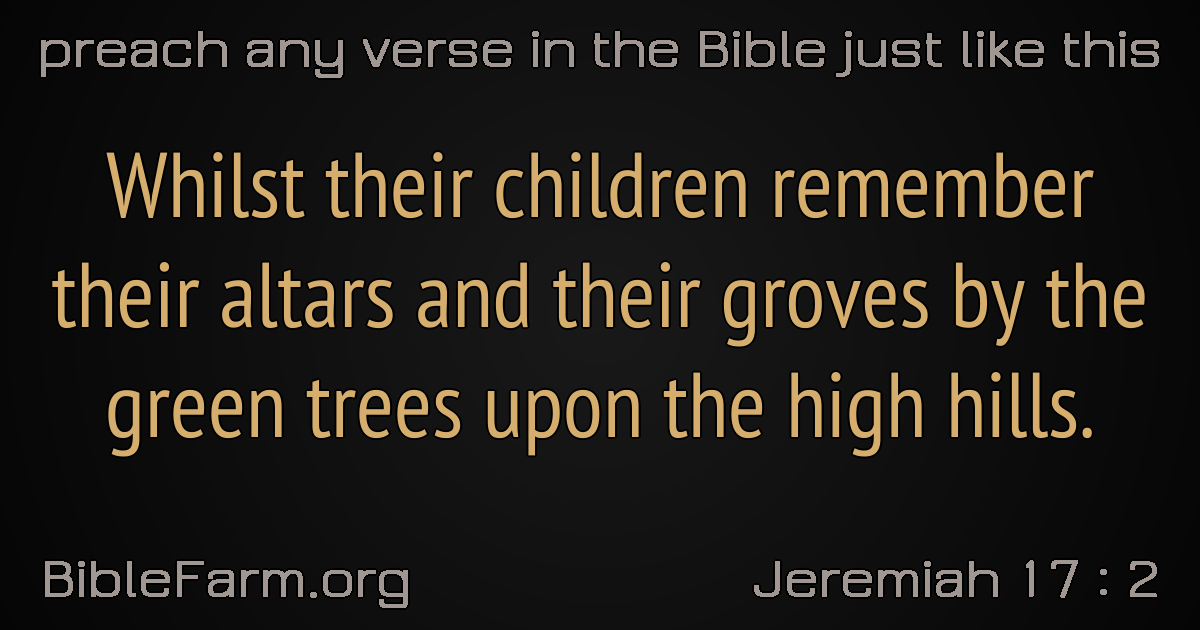 preach any verse in the Bible just like this
Whilst their children remember
their altars and their groves by the
green trees upon the high hills.
BibleFarm.org
Jeremiah 17 : 2